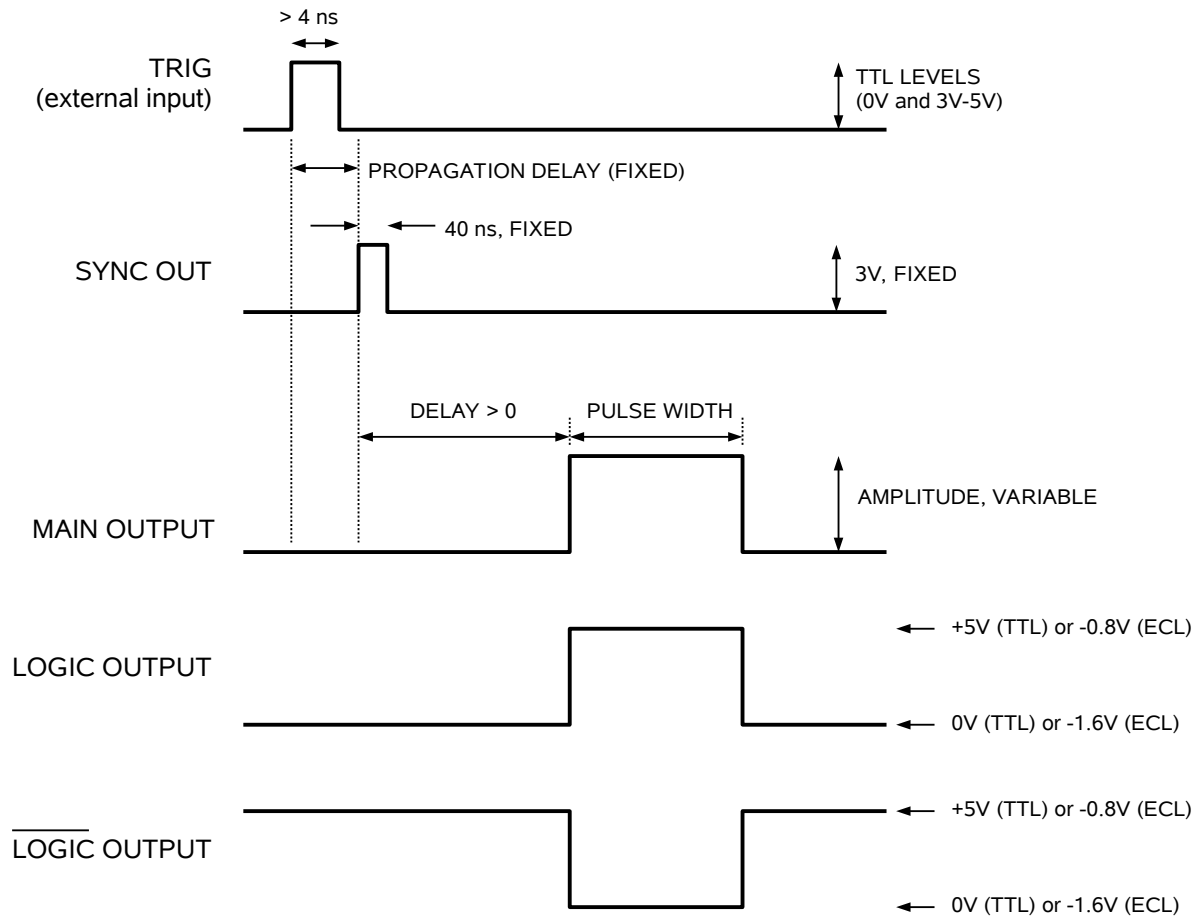 > 4 ns
TRIG
(external input)
TTL LEVELS
(0V and 3V-5V)
PROPAGATION DELAY (FIXED)
40 ns, FIXED
SYNC OUT
3V, FIXED
DELAY > 0
PULSE WIDTH
AMPLITUDE, VARIABLE
MAIN OUTPUT
+5V (TTL) or -0.8V (ECL)
LOGIC OUTPUT
0V (TTL) or -1.6V (ECL)
+5V (TTL) or -0.8V (ECL)
LOGIC OUTPUT
0V (TTL) or -1.6V (ECL)